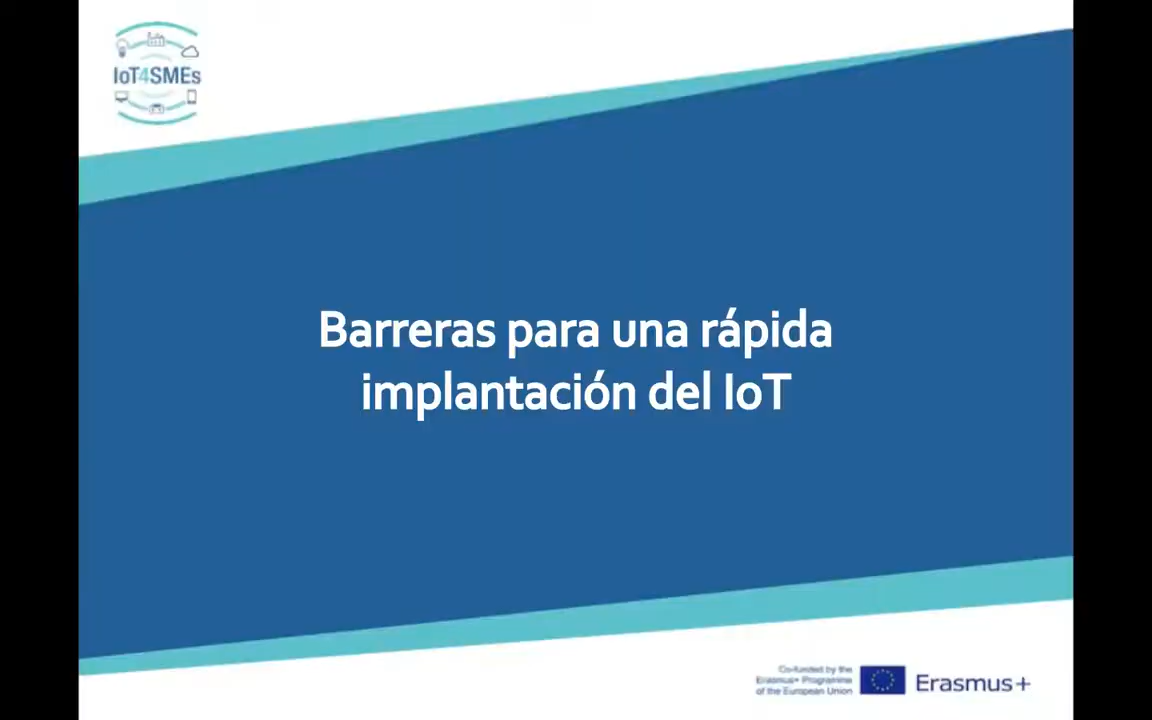 IoT4SMEs
Barreras para una rápida
implantación del IoT
Co-funded by the
Erasmus+ Programme
of the European Union
Erasmus+